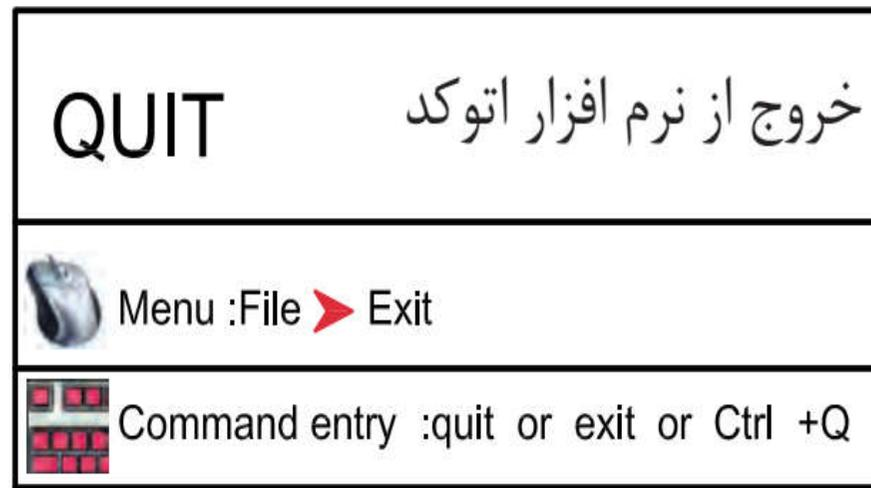 QUIT خروج از نرم افزار اتوکد
Menu :File ➤ Exit
Command entry :quit or exit or Ctrl +Q